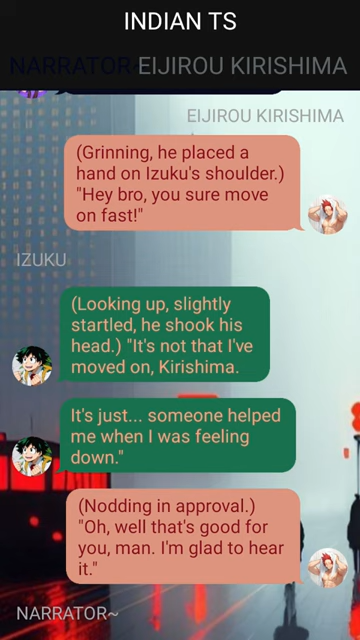 INDIAN TS
NARRATOR~
EIJIROU KIRISHIMA
EIJIROU KIRISHIMA
(Grinning, he placed a
hand on Izuku's shoulder.)
"Hey bro, you sure move
on fast!"
IZUKU
(Looking up, slightly
startled, he shook his
head.) "It's not that I've
moved on, Kirishima.
It's just... someone helped
me when I was feeling
down."
(Nodding in approval.)
"Oh, well that's good for
you, man. I'm glad to hear
it."
NARRATOR~